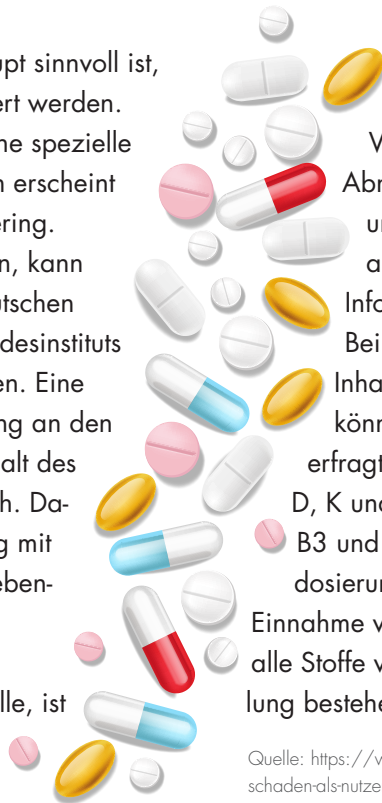 upt sinnvoll ist,
ert werden.
ne spezielle
n erscheint
ering.
n, kann
utschen
desinstituts
en. Eine
ng an den
alt des
h. Da-
g mit
eben-
lle, ist
V
Abr
u
a
Info
Bei
Inha
könn
erfragt
D, K und
B3 und
dosierun
Einnahme v
alle Stoffe v
lung bestehe
Quelle: https://v
schaden-als-nutze